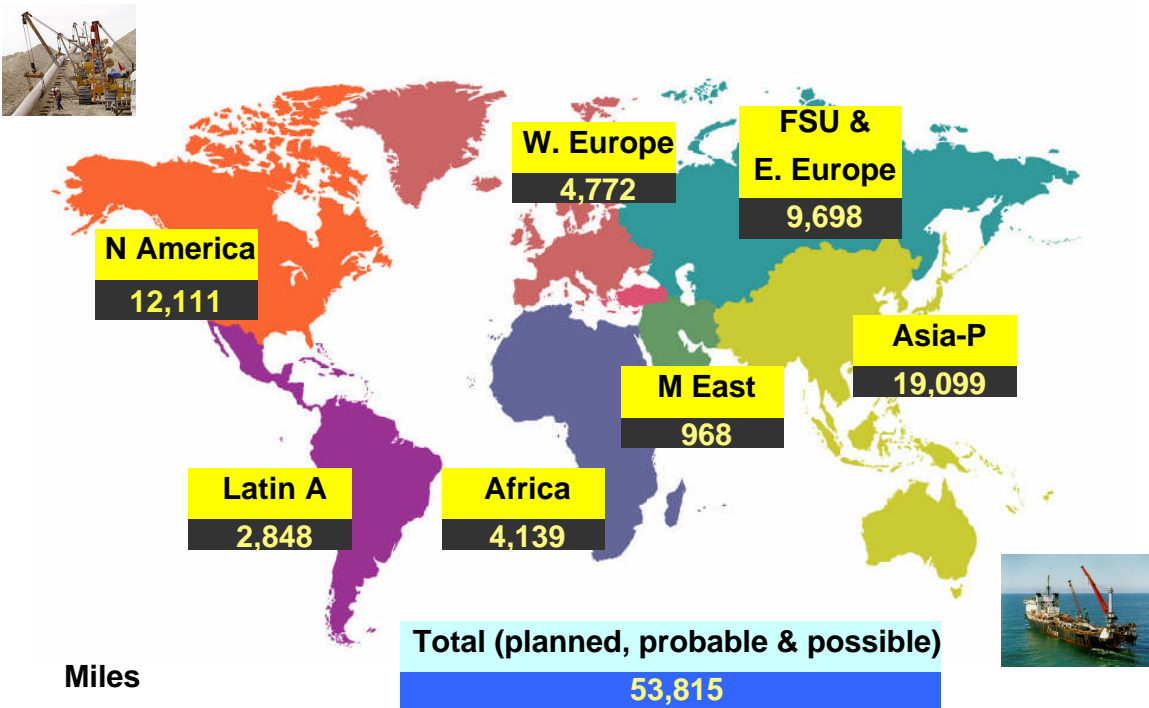 W. Europe
4,772
FSU &
E. Europe
9,698
N America
12,111
Asia-P
19,099
M East
968
Latin A
2,848
Africa
4,139
Total (planned, probable & possible)
53,815
Miles